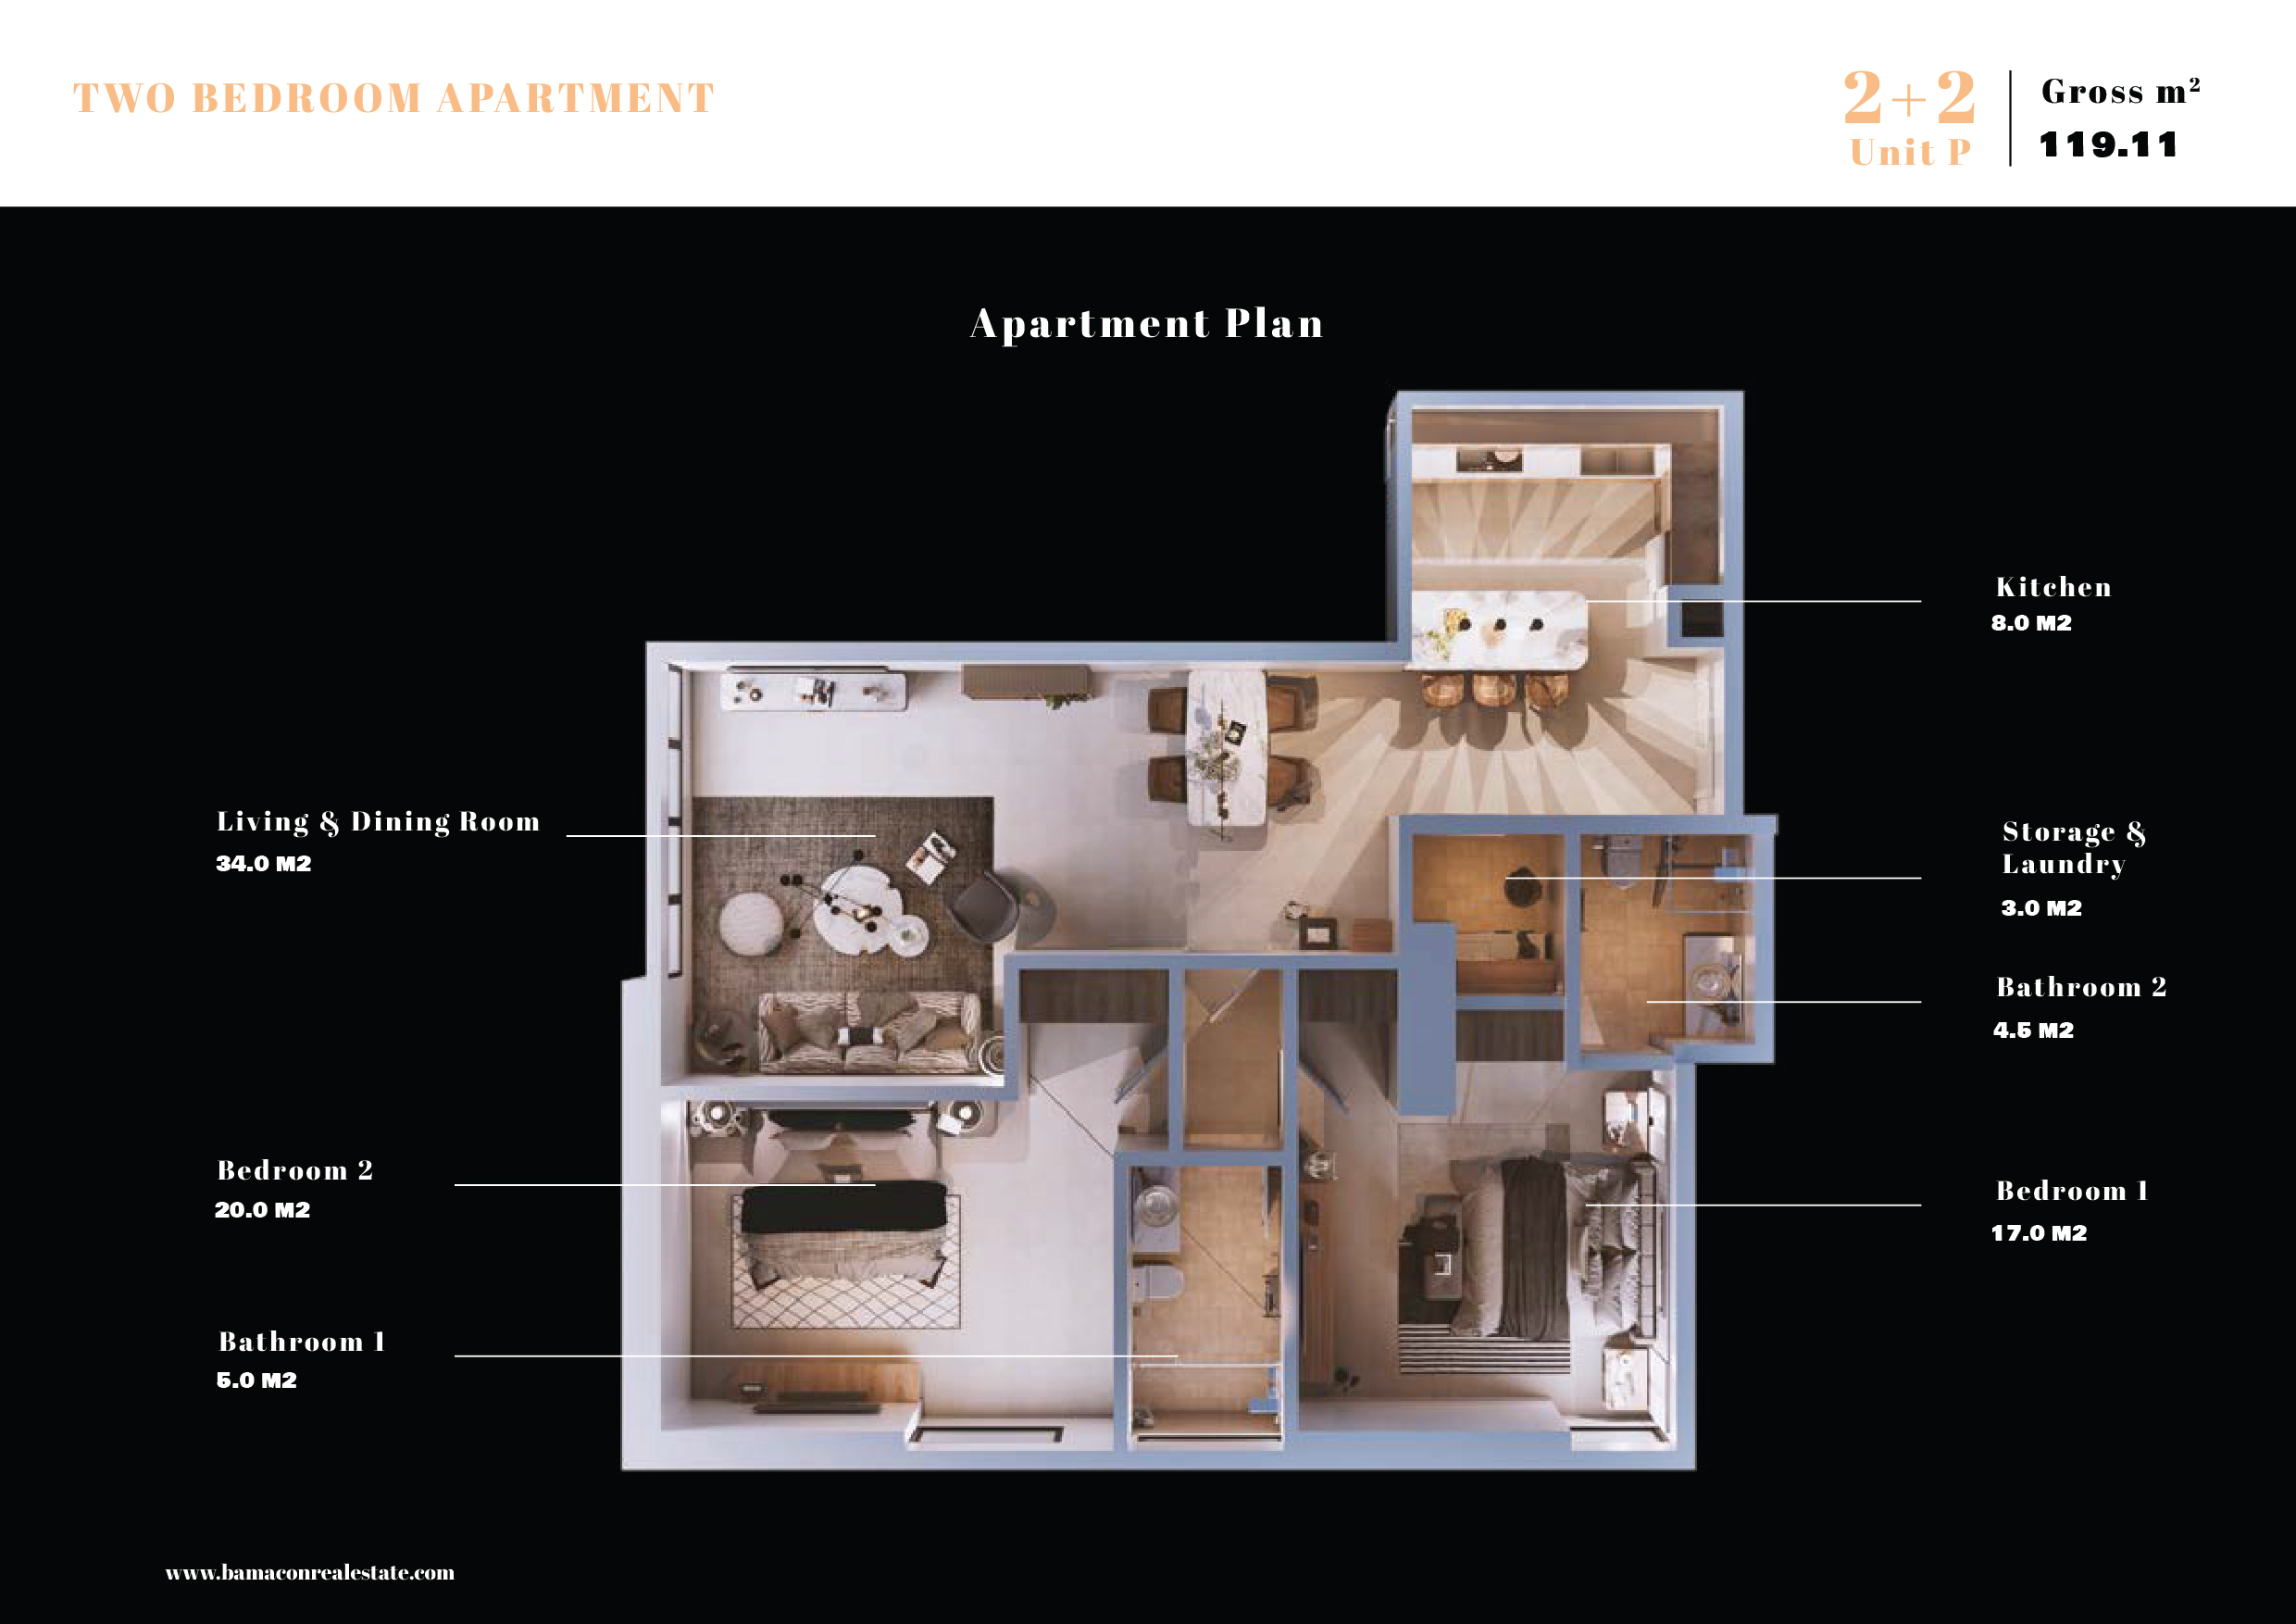 TWO BEDROOM APARTMENT
2+2
Unit P
Gross m²
119.11
Apartment Plan
Kitchen
8.0 M2
Living & Dining Room
34.0 M2
Storage &
Laundry
3.0 M2
Bathroom 2
4.5 M2
Bedroom 2
20.0 M2
Bedroom 1
17.0 M2
Bathroom 1
5.0 M2
www.bamaconrealestate.com